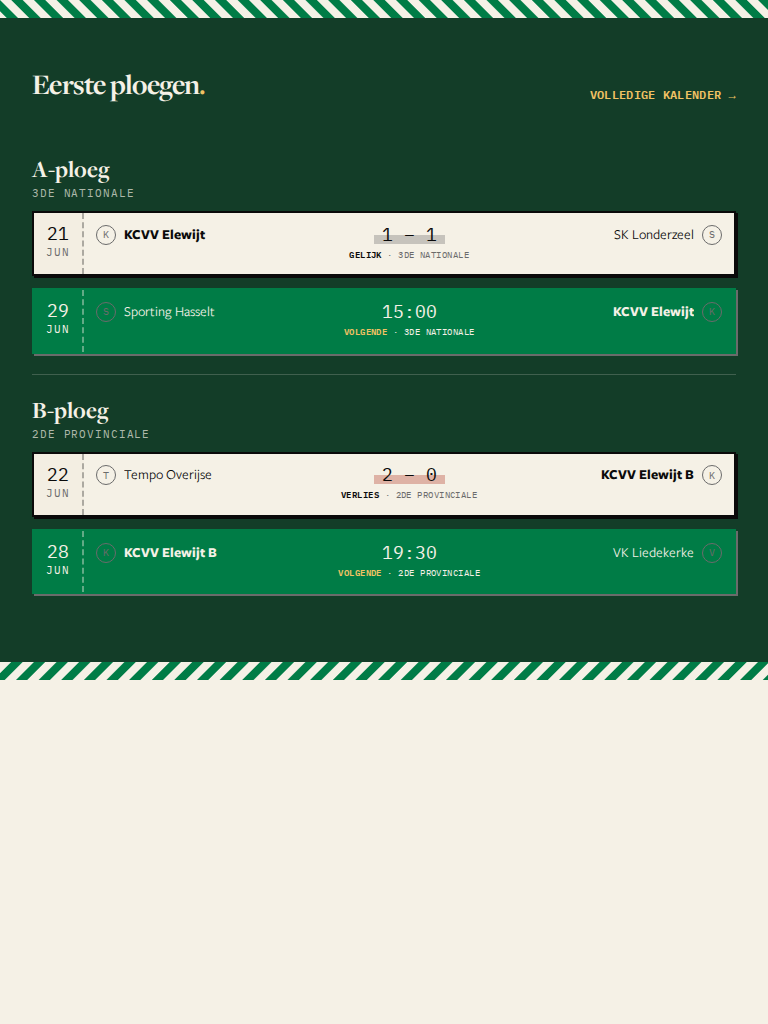 Eerste ploegen.
VOLLEDIGE KALENDER →
A-ploeg
3DE NATIONALE
21 JUN
K KCVV Elewijt
1 – 1
GELIJK · 3DE NATIONALE
SK Londerzeel S
29 JUN
S Sporting Hasselt
15:00
VOLGENDE · 3DE NATIONALE
KCVV Elewijt K
B-ploeg
2DE PROVINCIALE
22 JUN
T Tempo Overijse
2 – 0
VERLIES · 2DE PROVINCIALE
KCVV Elewijt B K
28 JUN
K KCVV Elewijt B
19:30
VOLGENDE · 2DE PROVINCIALE
VK Liedekerke V